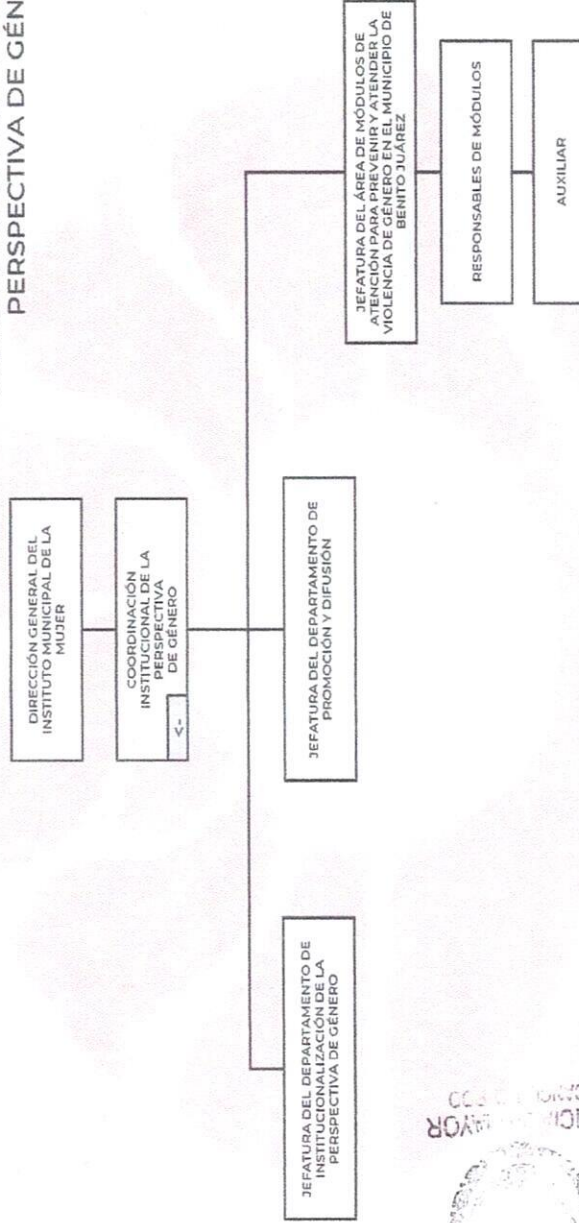 PERSPECTIVA DE GÉN
DIRECCIÓN GENERAL DEL
INSTITUTO MUNICIPAL DE LA
MUJER
COORDINACIÓN
INSTITUCIONAL DE LA
PERSPECTIVA
DE GÉNERO
<-
JEFATURA DEL DEPARTAMENTO DE
INSTITUCIONALIZACIÓN DE LA
PERSPECTIVA DE GÉNERO
JEFATURA DEL DEPARTAMENTO DE
PROMOCIÓN Y DIFUSIÓN
JEFATURA DEL ÁREA DE MÓDULOS DE
ATENCIÓN PARA PREVENIR Y ATENDER LA
VIOLENCIA DE GÉNERO EN EL MUNICIPIO DE
BENITO JUÁREZ
RESPONSABLES DE MÓDULOS
AUXILIAR
MAYOR